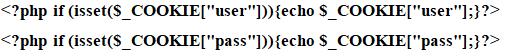 <?php if (isset($_COOKIE["user"])){echo $_COOKIE["user"];}?>
<?php if (isset($_COOKIE["pass"])){echo $_COOKIE["pass"];}?>